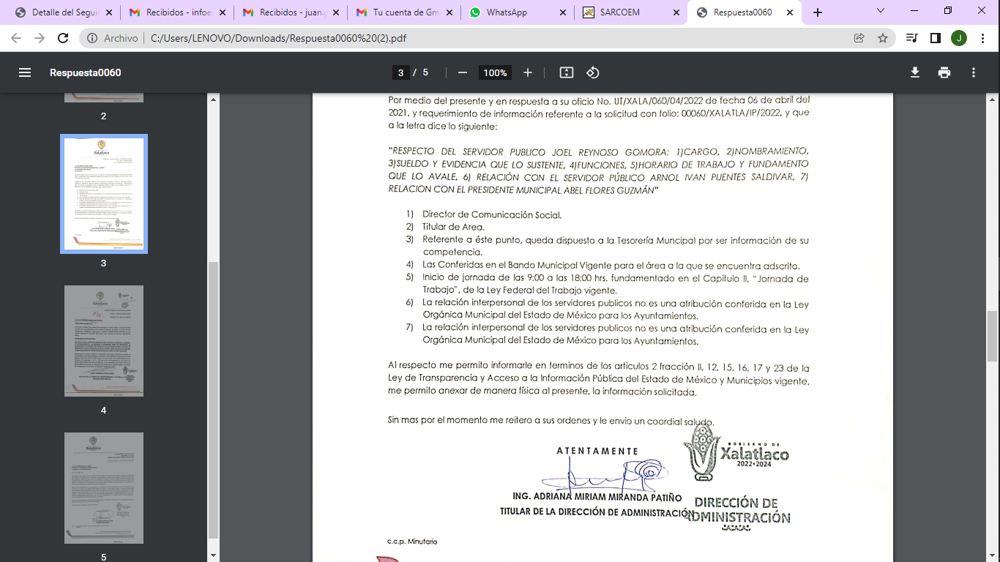 Detalle del Segui
Recibidos - infoe
Recibidos - juan.g
Tu cuenta de Gm
WhatsApp
SARCOEM
Respuesta0060
Archivo
C:/Users/LENOVO/Downloads/Respuesta0060%20(2).pdf
J
Respuesta0060
3 / 5
100%
2
3
4
5
Por medio del presente y en respuesta a su oficio No. UT/XALA/060/04/2022 de fecha 06 de abril del
2021, y requerimiento de información referente a la solicitud con folio: 00060/XALATLA/IP/2022, y que
a la letra dice lo siguiente:
"RESPECTO DEL SERVIDOR PUBLICO JOEL REYNOSO GOMORA: 1)CARGO, 2)NOMBRAMIENTO,
3)SUELDO Y EVIDENCIA QUE LO SUSTENTE, 4)FUNCIONES, 5)HORARIO DE TRABAJO Y FUNDAMENTO
QUE LO AVALE, 6) RELACIÓN CON EL SERVIDOR PÚBLICO ARNOL IVAN PUENTES SALDIVAR, 7)
RELACION CON EL PRESIDENTE MUNICIPAL ABEL FLORES GUZMÁN"
1) Director de Comunicación Social.
2) Titular de Area.
3) Referente a éste punto, queda dispuesto a la Tesorería Muncipal por ser información de su
competencia.
4) Las Conferidas en el Bando Municipal Vigente para el área a la que se encuentra adscrito.
5) Inicio de jornada de las 9:00 a las 18:00 hrs. fundamentado en el Capítulo II, "Jornada de
Trabajo", de la Ley Federal del Trabajo vigente.
6) La relación interpersonal de los servidores publicos no es una atribución conferida en la Ley
Orgánica Municipal del Estado de México para los Ayuntamientos.
La relación interpersonal de los servidores publicos no es una atribución conferida en la Ley
Orgánica Municipal del Estado de México para los Ayuntamientos.
Al respecto me permito informarle en terminos de los artículos 2 fracción II, 12, 15, 16, 17 y 23 de la
Ley de Transparencia y Acceso a la Información Pública del Estado de México y Municipios vigente,
me permito anexar de manera física al presente, la información solicitada.
Sin mas por el momento me reitero a sus ordenes y le envio un coordial saludo.
ATENTAMENTE
ING. ADRIANA MIRIAM MIRANDA PATIÑO
TITULAR DE LA DIRECCIÓN DE ADMINISTRACIÓN
GOBIERNO DE
Xalatlaco
2022-2024
DIRECCIÓN DE
ADMINISTRACIÓN
c.c.p. Minutario